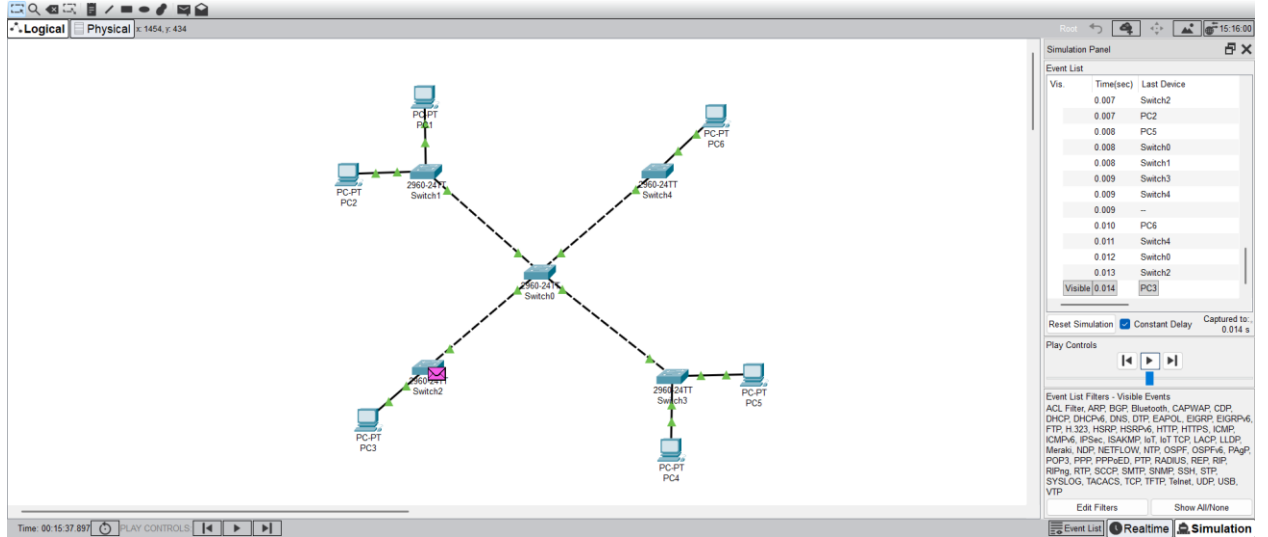 Logical Physical x: 1454, y: 434 Root 15:16:00
PC-PT
PC1
PC-PT
PC2
2960-24TT
Switch1
PC-PT
PC6
2960-24TT
Switch4
2960-24TT
Switch0
2960-24TT
Switch2
PC-PT
PC3
2960-24TT
Switch3
PC-PT
PC5
PC-PT
PC4
Simulation Panel
Event List
Vis. Time(sec) Last Device
0.007 Switch2
0.007 PC2
0.008 PC5
0.008 Switch0
0.008 Switch1
0.009 Switch3
0.009 Switch4
0.009 --
0.010 PC6
0.011 Switch4
0.012 Switch0
0.013 Switch2
Visible 0.014 PC3
Reset Simulation Constant Delay Captured to:
0.014 s
Play Controls
Event List Filters - Visible Events
ACL Filter, ARP, BGP, Bluetooth, CAPWAP, CDP,
DHCP, DHCPv6, DNS, DTP, EAPOL, EIGRP, EIGRPv6,
FTP, H.323, HSRP, HSRPv6, HTTP, HTTPS, ICMP,
ICMPv6, IPSec, ISAKMP, IoT, IoT TCP, LACP, LLDP,
Meraki, NDP, NETFLOW, NTP, OSPF, OSPFv6, PAgP,
POP3, PPP, PPPoED, PTP, RADIUS, REP, RIP,
RIPng, RTP, SCCP, SMTP, SNMP, SSH, STP,
SYSLOG, TACACS, TCP, TFTP, Telnet, UDP, USB,
VTP
Edit Filters Show All/None
Time: 00:15:37.897 PLAY CONTROLS: Event List Realtime Simulation